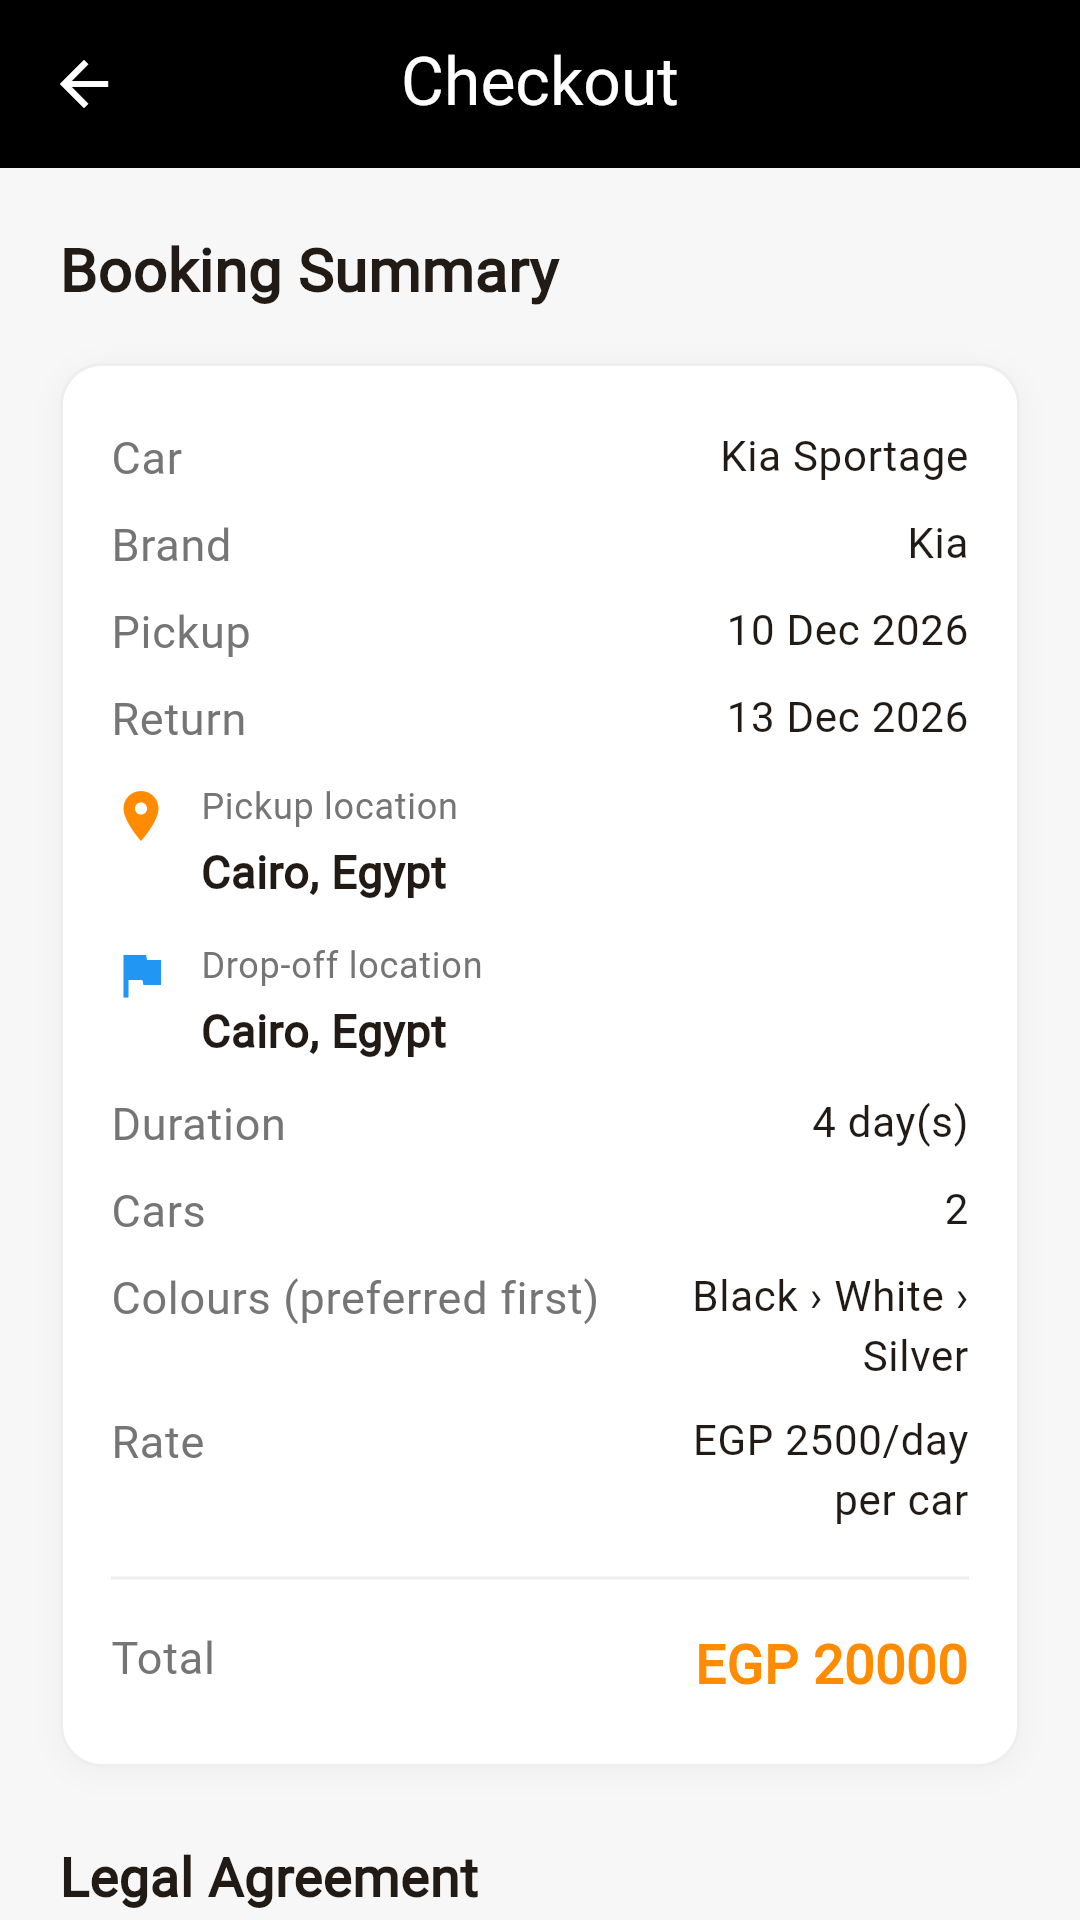 Checkout
Booking Summary
Car Kia Sportage
Brand Kia
Pickup 10 Dec 2026
Return 13 Dec 2026
Pickup location
Cairo, Egypt
Drop-off location
Cairo, Egypt
Duration 4 day(s)
Cars 2
Colours (preferred first) Black › White ›
Silver
Rate EGP 2500/day
per car
Total EGP 20000
Legal Agreement